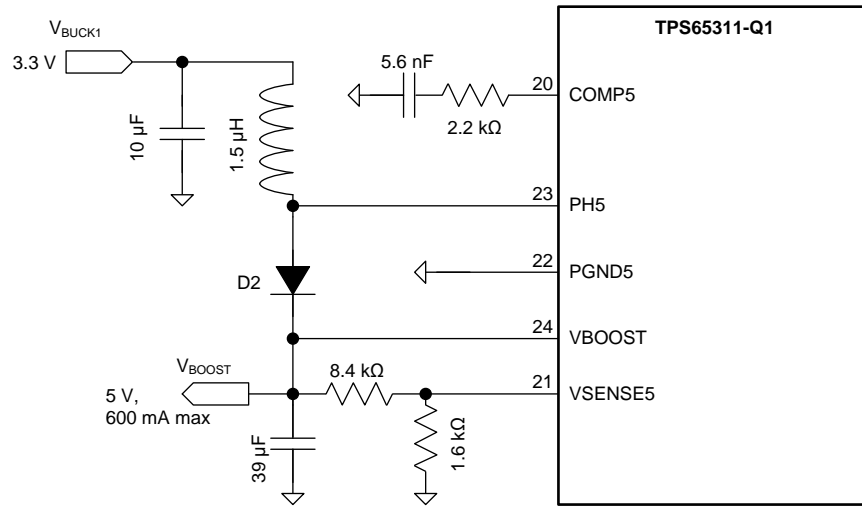 TPS65311-Q1
VBUCK1
3.3 V
10 µF
1.5 µH
5.6 nF
2.2 kΩ
20
COMP5
23
PH5
22
PGND5
D2
24
VBOOST
VBOOST
5 V,
600 mA max
8.4 kΩ
21
VSENSE5
39 µF
1.6 kΩ